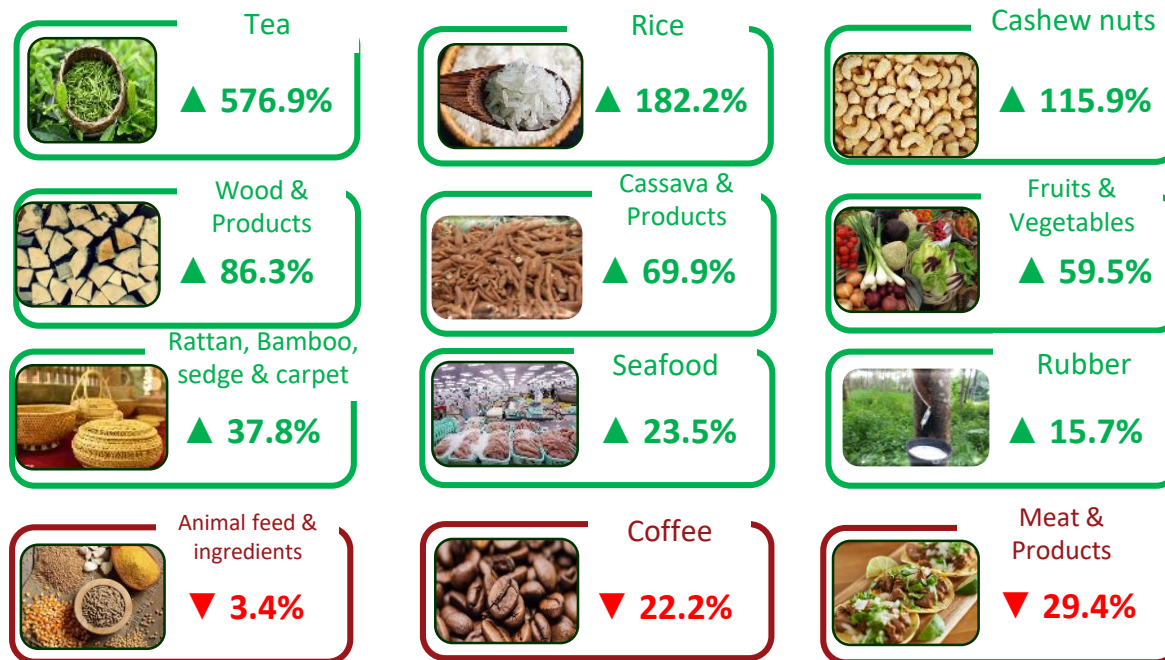 Tea
▲ 576.9%
Rice
▲ 182.2%
Cashew nuts
▲ 115.9%
Wood &
Products
▲ 86.3%
Cassava &
Products
▲ 69.9%
Fruits &
Vegetables
▲ 59.5%
Rattan, Bamboo,
sedge & carpet
▲ 37.8%
Seafood
▲ 23.5%
Rubber
▲ 15.7%
Animal feed &
ingredients
▼ 3.4%
Coffee
▼ 22.2%
Meat &
Products
▼ 29.4%